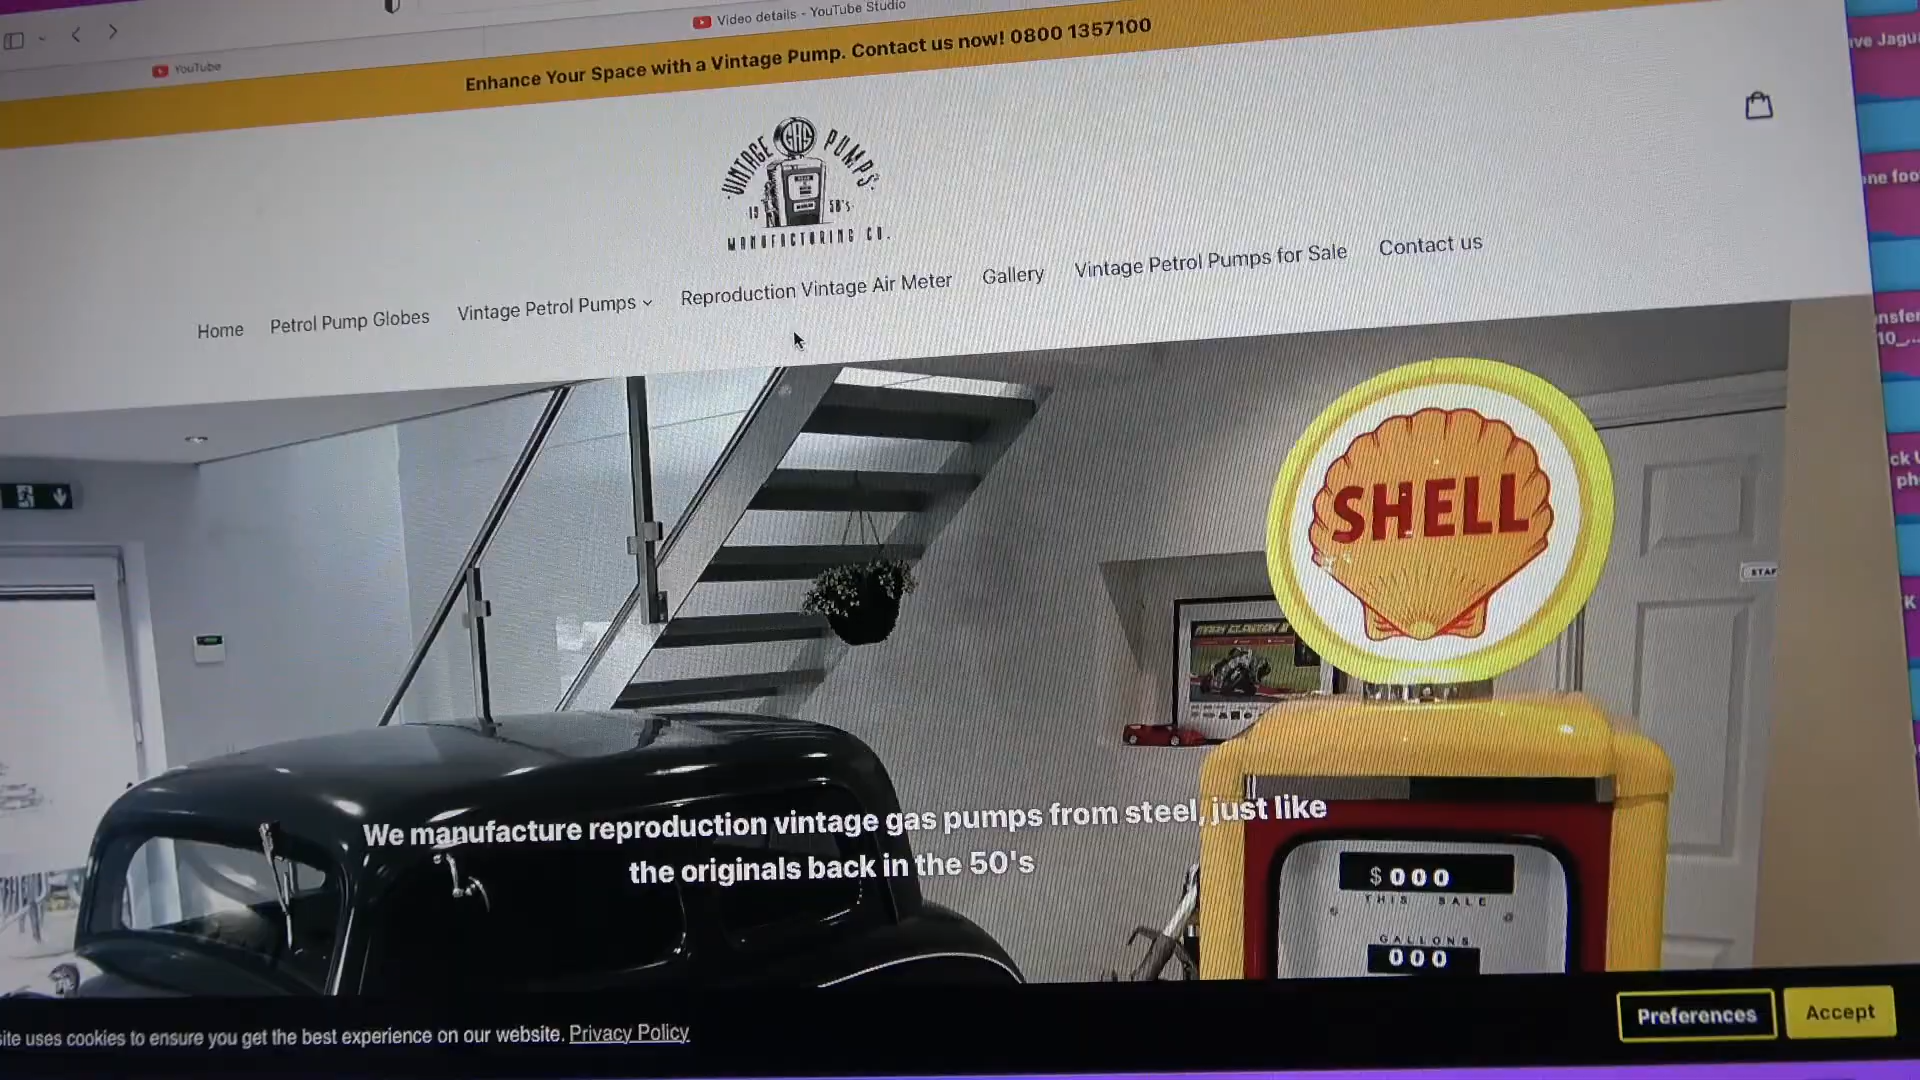 Video details - YouTube Studio
YouTube
Enhance Your Space with a Vintage Pump. Contact us now! 0800 1357100
VINTAGE GAS PUMPS
19 50's
MANUFACTURING CO.
Home Petrol Pump Globes Vintage Petrol Pumps Reproduction Vintage Air Meter Gallery Vintage Petrol Pumps for Sale Contact us
SHELL
We manufacture reproduction vintage gas pumps from steel, just like
the originals back in the 50's
$000
THIS SALE
GALLONS
000
uses cookies to ensure you get the best experience on our website. Privacy Policy
Preferences
Accept